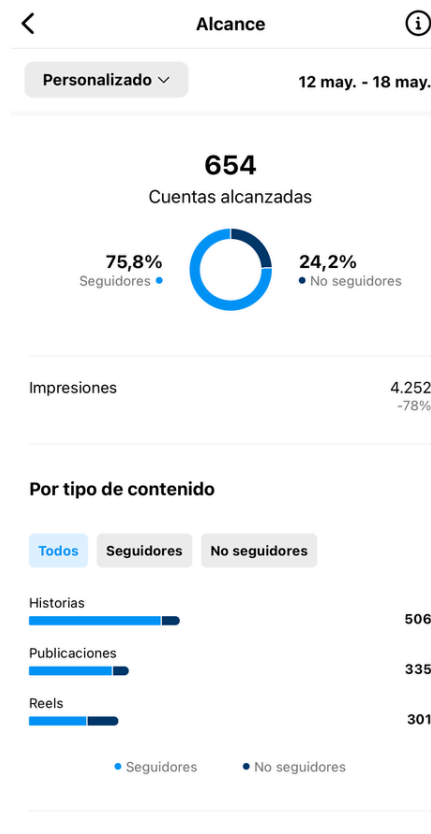 Alcance
Personalizado
12 may. - 18 may.
654
Cuentas alcanzadas
75,8%
Seguidores
24,2%
No seguidores
Impresiones
4.252
-78%
Por tipo de contenido
Todos Seguidores No seguidores
Historias
506
Publicaciones
335
Reels
301
Seguidores No seguidores